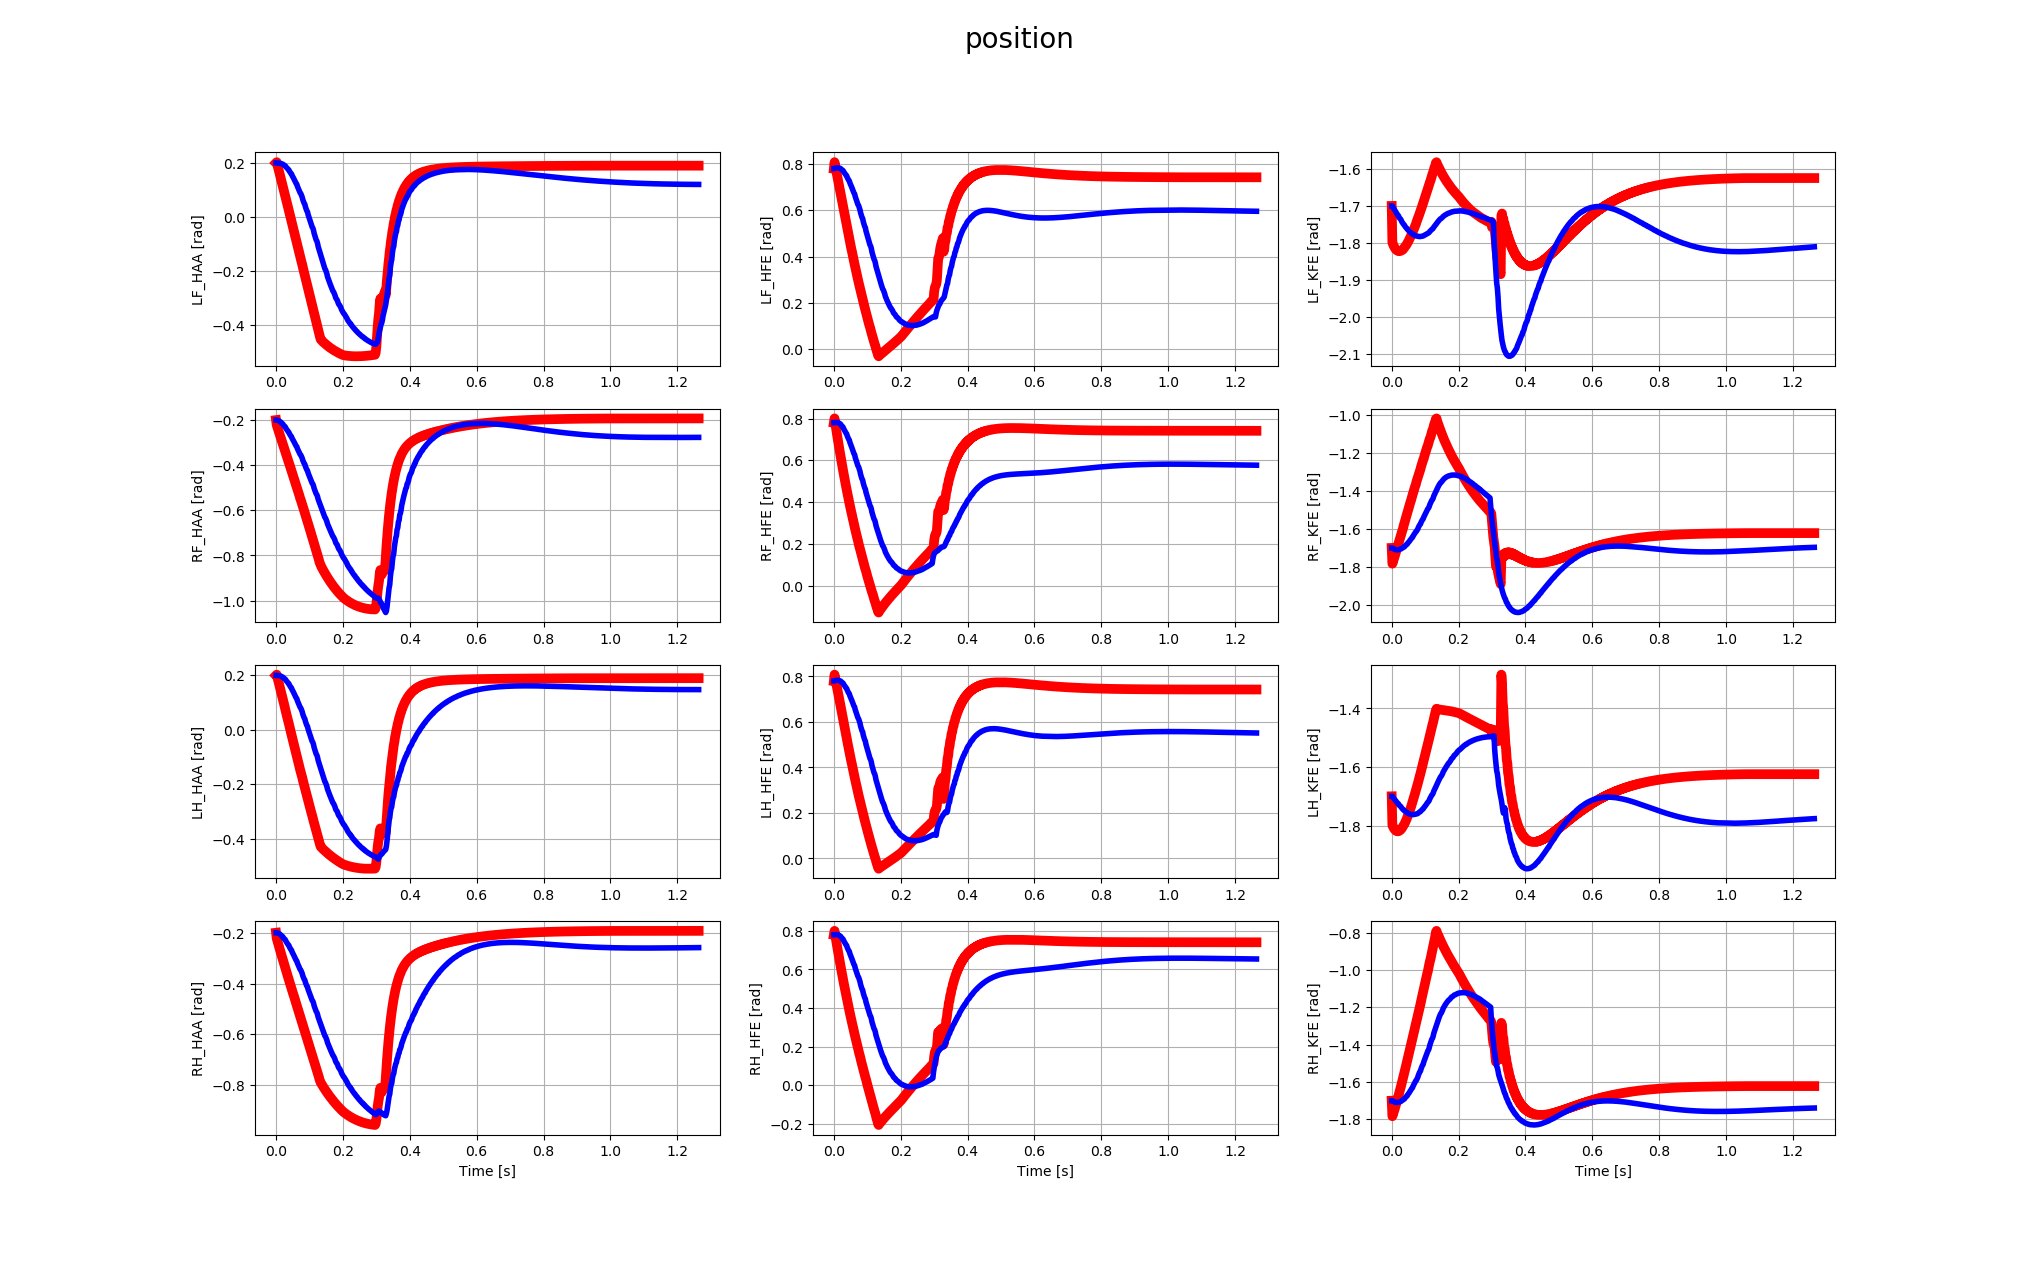 position
LF_HAA [rad]
0.2
0.0
−0.2
−0.4
0.0 0.2 0.4 0.6 0.8 1.0 1.2
LF_HFE [rad]
0.8
0.6
0.4
0.2
0.0
0.0 0.2 0.4 0.6 0.8 1.0 1.2
LF_KFE [rad]
−1.6
−1.7
−1.8
−1.9
−2.0
−2.1
0.0 0.2 0.4 0.6 0.8 1.0 1.2
RF_HAA [rad]
−0.2
−0.4
−0.6
−0.8
−1.0
0.0 0.2 0.4 0.6 0.8 1.0 1.2
RF_HFE [rad]
0.8
0.6
0.4
0.2
0.0
0.0 0.2 0.4 0.6 0.8 1.0 1.2
RF_KFE [rad]
−1.0
−1.2
−1.4
−1.6
−1.8
−2.0
0.0 0.2 0.4 0.6 0.8 1.0 1.2
LH_HAA [rad]
0.2
0.0
−0.2
−0.4
0.0 0.2 0.4 0.6 0.8 1.0 1.2
LH_HFE [rad]
0.8
0.6
0.4
0.2
0.0
0.0 0.2 0.4 0.6 0.8 1.0 1.2
LH_KFE [rad]
−1.4
−1.6
−1.8
0.0 0.2 0.4 0.6 0.8 1.0 1.2
RH_HAA [rad]
−0.2
−0.4
−0.6
−0.8
0.0 0.2 0.4 0.6 0.8 1.0 1.2
Time [s]
RH_HFE [rad]
0.8
0.6
0.4
0.2
0.0
−0.2
0.0 0.2 0.4 0.6 0.8 1.0 1.2
Time [s]
RH_KFE [rad]
−0.8
−1.0
−1.2
−1.4
−1.6
−1.8
0.0 0.2 0.4 0.6 0.8 1.0 1.2
Time [s]